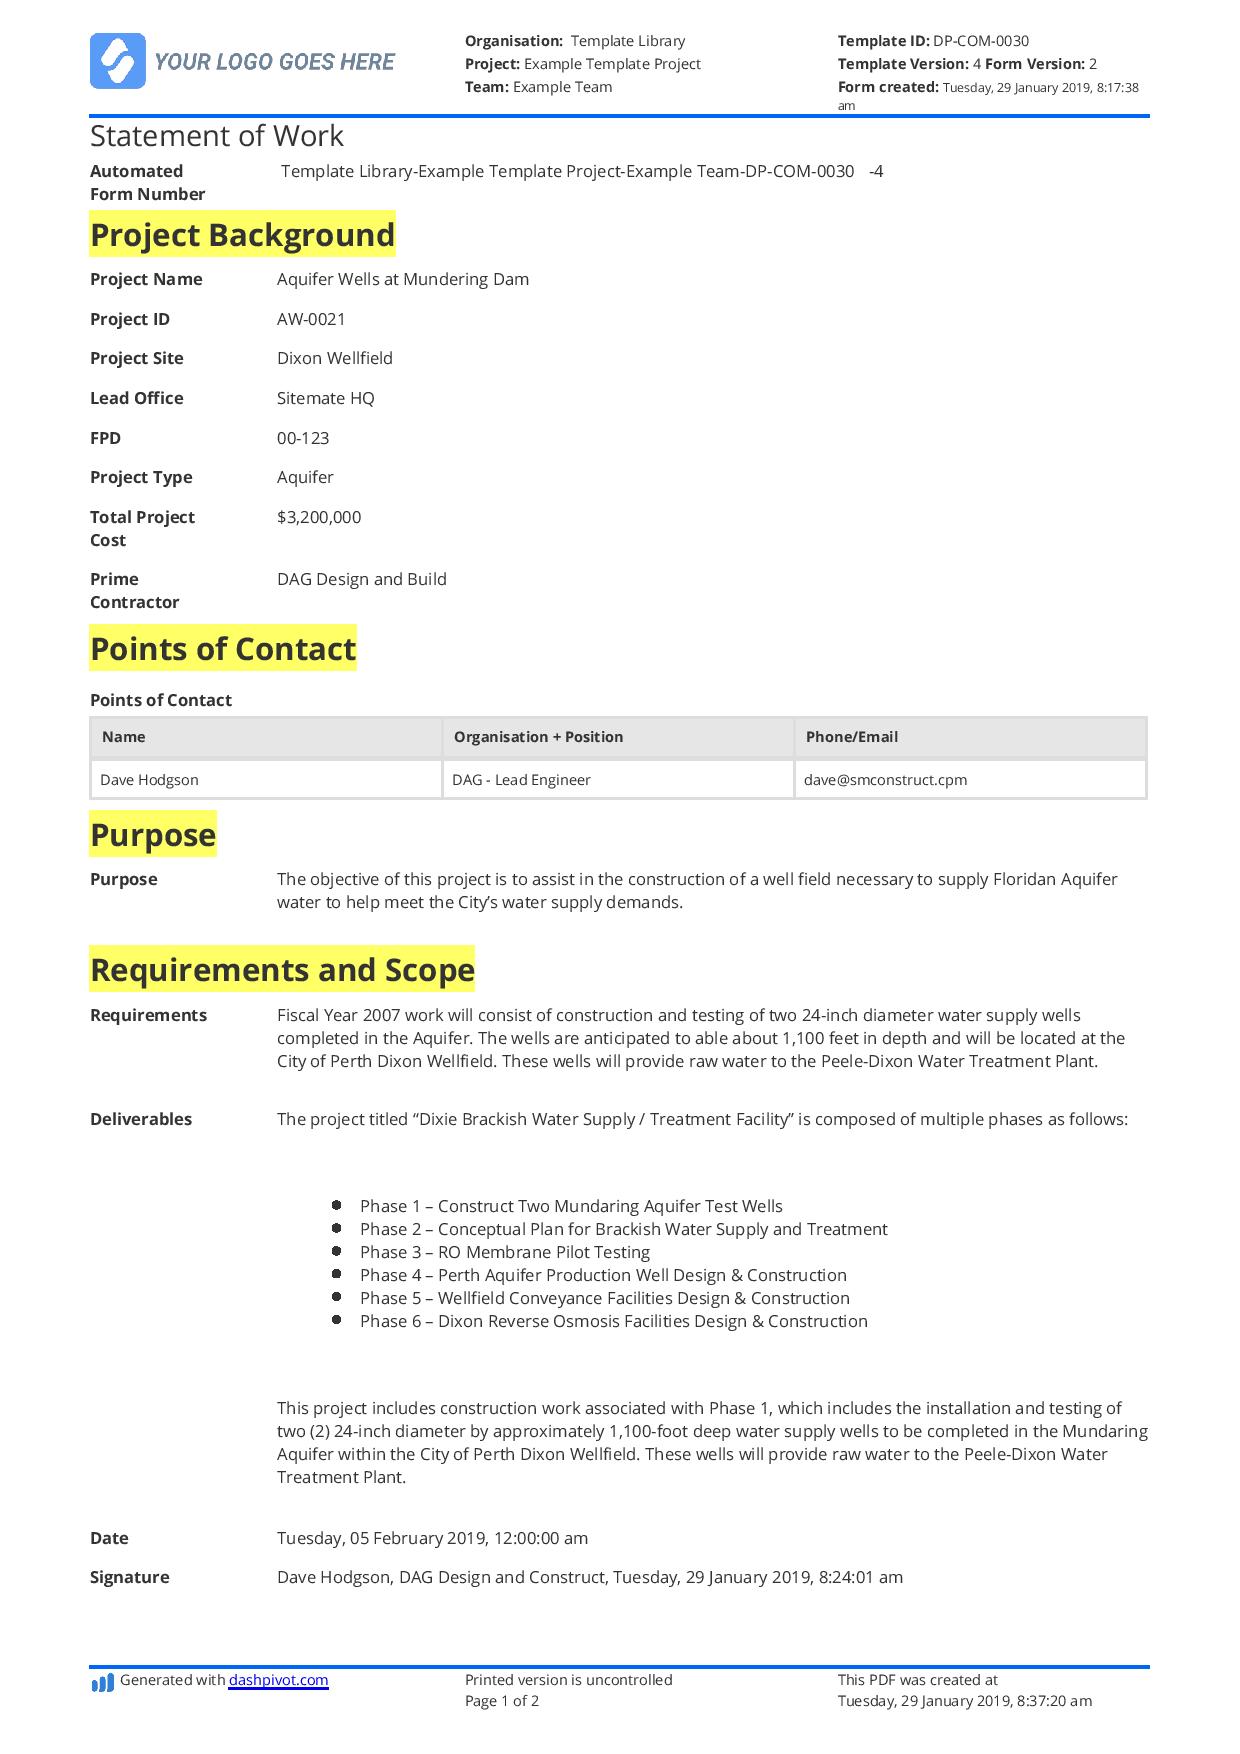 YOUR LOGO GOES HERE
Organisation: Template Library
Project: Example Template Project
Team: Example Team
Template ID: DP-COM-0030
Template Version: 4 Form Version: 2
Form created: Tuesday, 29 January 2019, 8:17:38
am
Statement of Work
Automated Template Library-Example Template Project-Example Team-DP-COM-0030 -4
Form Number
Project Background
Project Name Aquifer Wells at Mundering Dam
Project ID AW-0021
Project Site Dixon Wellfield
Lead Office Sitemate HQ
FPD 00-123
Project Type Aquifer
Total Project $3,200,000
Cost
Prime DAG Design and Build
Contractor
Points of Contact
Points of Contact
Name Organisation + Position Phone/Email
Dave Hodgson DAG - Lead Engineer dave@smconstruct.cpm
Purpose
Purpose The objective of this project is to assist in the construction of a well field necessary to supply Floridan Aquifer
water to help meet the City’s water supply demands.
Requirements and Scope
Requirements Fiscal Year 2007 work will consist of construction and testing of two 24-inch diameter water supply wells
completed in the Aquifer. The wells are anticipated to able about 1,100 feet in depth and will be located at the
City of Perth Dixon Wellfield. These wells will provide raw water to the Peele-Dixon Water Treatment Plant.
Deliverables The project titled “Dixie Brackish Water Supply / Treatment Facility” is composed of multiple phases as follows:
● Phase 1 – Construct Two Mundaring Aquifer Test Wells
● Phase 2 – Conceptual Plan for Brackish Water Supply and Treatment
● Phase 3 – RO Membrane Pilot Testing
● Phase 4 – Perth Aquifer Production Well Design & Construction
● Phase 5 – Wellfield Conveyance Facilities Design & Construction
● Phase 6 – Dixon Reverse Osmosis Facilities Design & Construction
This project includes construction work associated with Phase 1, which includes the installation and testing of
two (2) 24-inch diameter by approximately 1,100-foot deep water supply wells to be completed in the Mundaring
Aquifer within the City of Perth Dixon Wellfield. These wells will provide raw water to the Peele-Dixon Water
Treatment Plant.
Date Tuesday, 05 February 2019, 12:00:00 am
Signature Dave Hodgson, DAG Design and Construct, Tuesday, 29 January 2019, 8:24:01 am
Generated with dashpivot.com
Printed version is uncontrolled
Page 1 of 2
This PDF was created at
Tuesday, 29 January 2019, 8:37:20 am